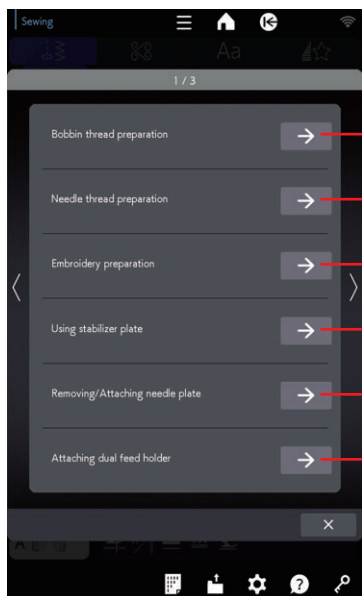 Sewing
Aa
1 / 3
Bobbin thread preparation
Needle thread preparation
Embroidery preparation
Using stabilizer plate
Removing/Attaching needle plate
Attaching dual feed holder
A